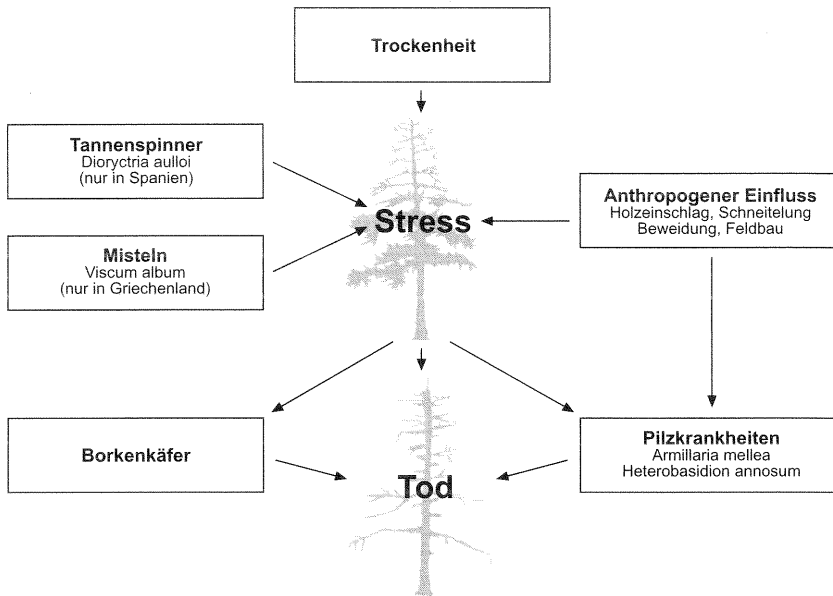 Trockenheit
Tannenspinner
Dioryctria aulloi
(nur in Spanien)
Anthropogener Einfluss
Holzeinschlag, Schneitelung
Beweidung, Feldbau
Stress
Misteln
Viscum album
(nur in Griechenland)
Borkenkäfer
Pilzkrankheiten
Armillaria mellea
Heterobasidion annosum
Tod